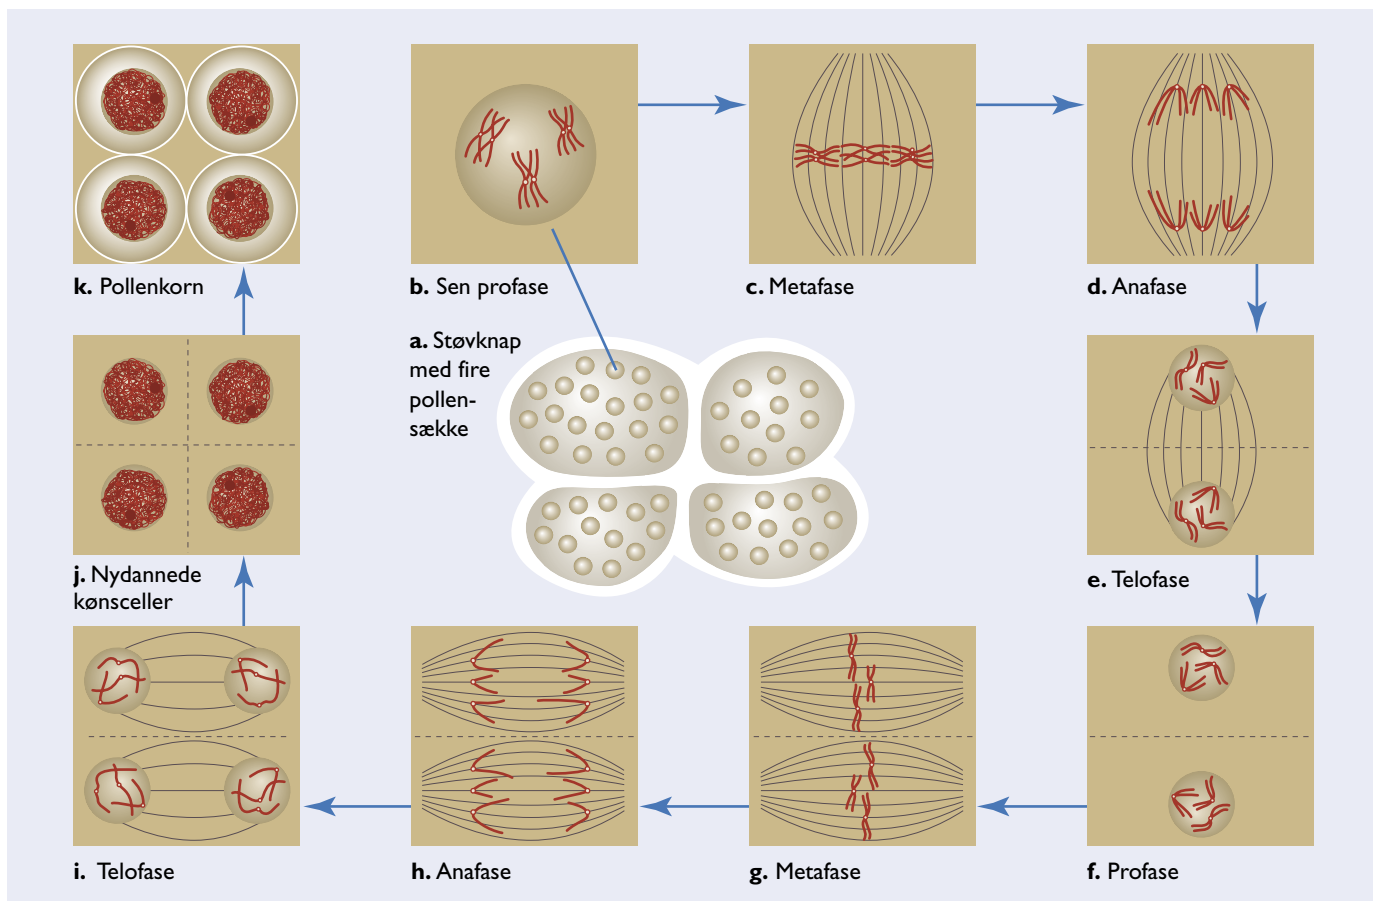 k. Pollenkorn
b. Sen profase
c. Metafase
d. Anafase
a. Støvknap
med fire
pollen-
sække
j. Nydannede
kønsceller
e. Telofase
i. Telofase
h. Anafase
g. Metafase
f. Profase